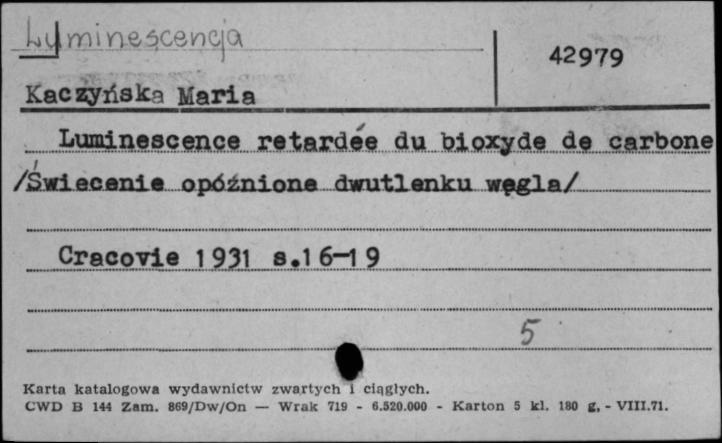 Luminescencja
42979
Kaczyńska Maria
Luminescence retardée du bioxyde de carbone
/Świecenie opóźnione dwutlenku węgla/
Cracovie 1931 s.16-19
5
Karta katalogowa wydawnictw zwartych i ciągłych.
CWD B 144 Zam. 869/Dw/On — Wrak 719 - 6.520.000 - Karton 5 kl. 180 g, - VIII.71.